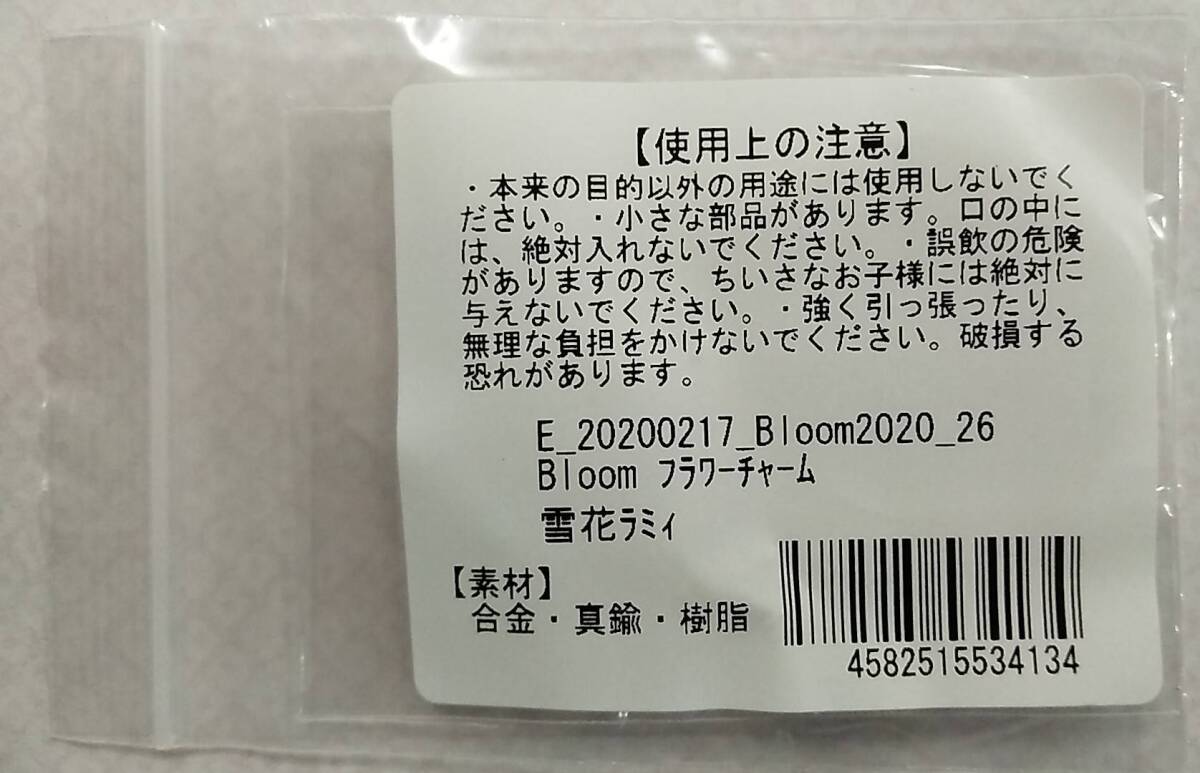 【使用上の注意】
・本来の目的以外の用途には使用しないでく
ださい。・小さな部品があります。口の中に
は、絶対入れないでください。・誤飲の危険
がありますので、ちいさなお子様には絶対に
与えないでください。・強く引っ張ったり、
無理な負担をかけないでください。破損する
恐れがあります。
E_20200217_Bloom2020_26
Bloom ﾌﾗﾜｰﾁｬｰﾑ
雪花ﾗﾐｨ
【素材】
合金・真鍮・樹脂
4582515534134